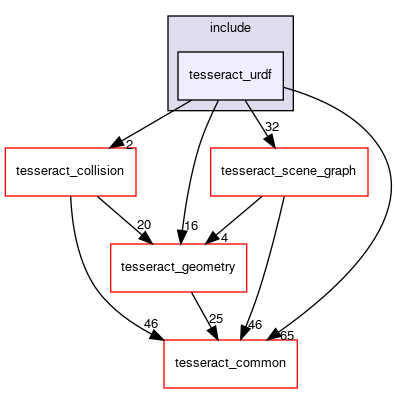 include
tesseract_urdf
2
32
tesseract_collision
tesseract_scene_graph
20
16
4
tesseract_geometry
46
25
46
65
tesseract_common